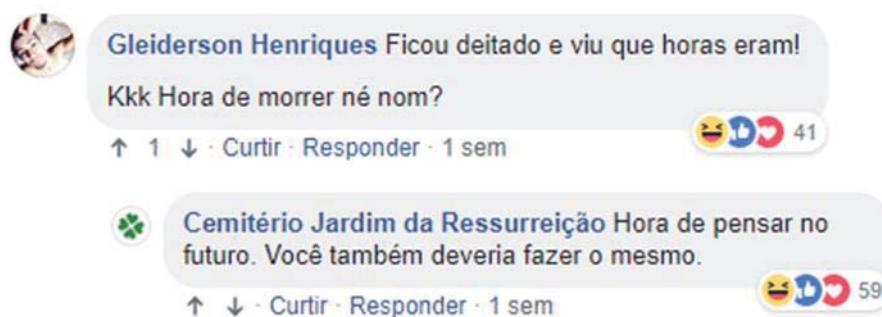 Gleiderson Henriques Ficou deitado e viu que horas eram!
Kkk Hora de morrer né nom?
41
↑ 1 ↓ · Curtir · Responder · 1 sem
Cemitério Jardim da Ressurreição Hora de pensar no
futuro. Você também deveria fazer o mesmo.
59
↑ ↓ · Curtir · Responder · 1 sem